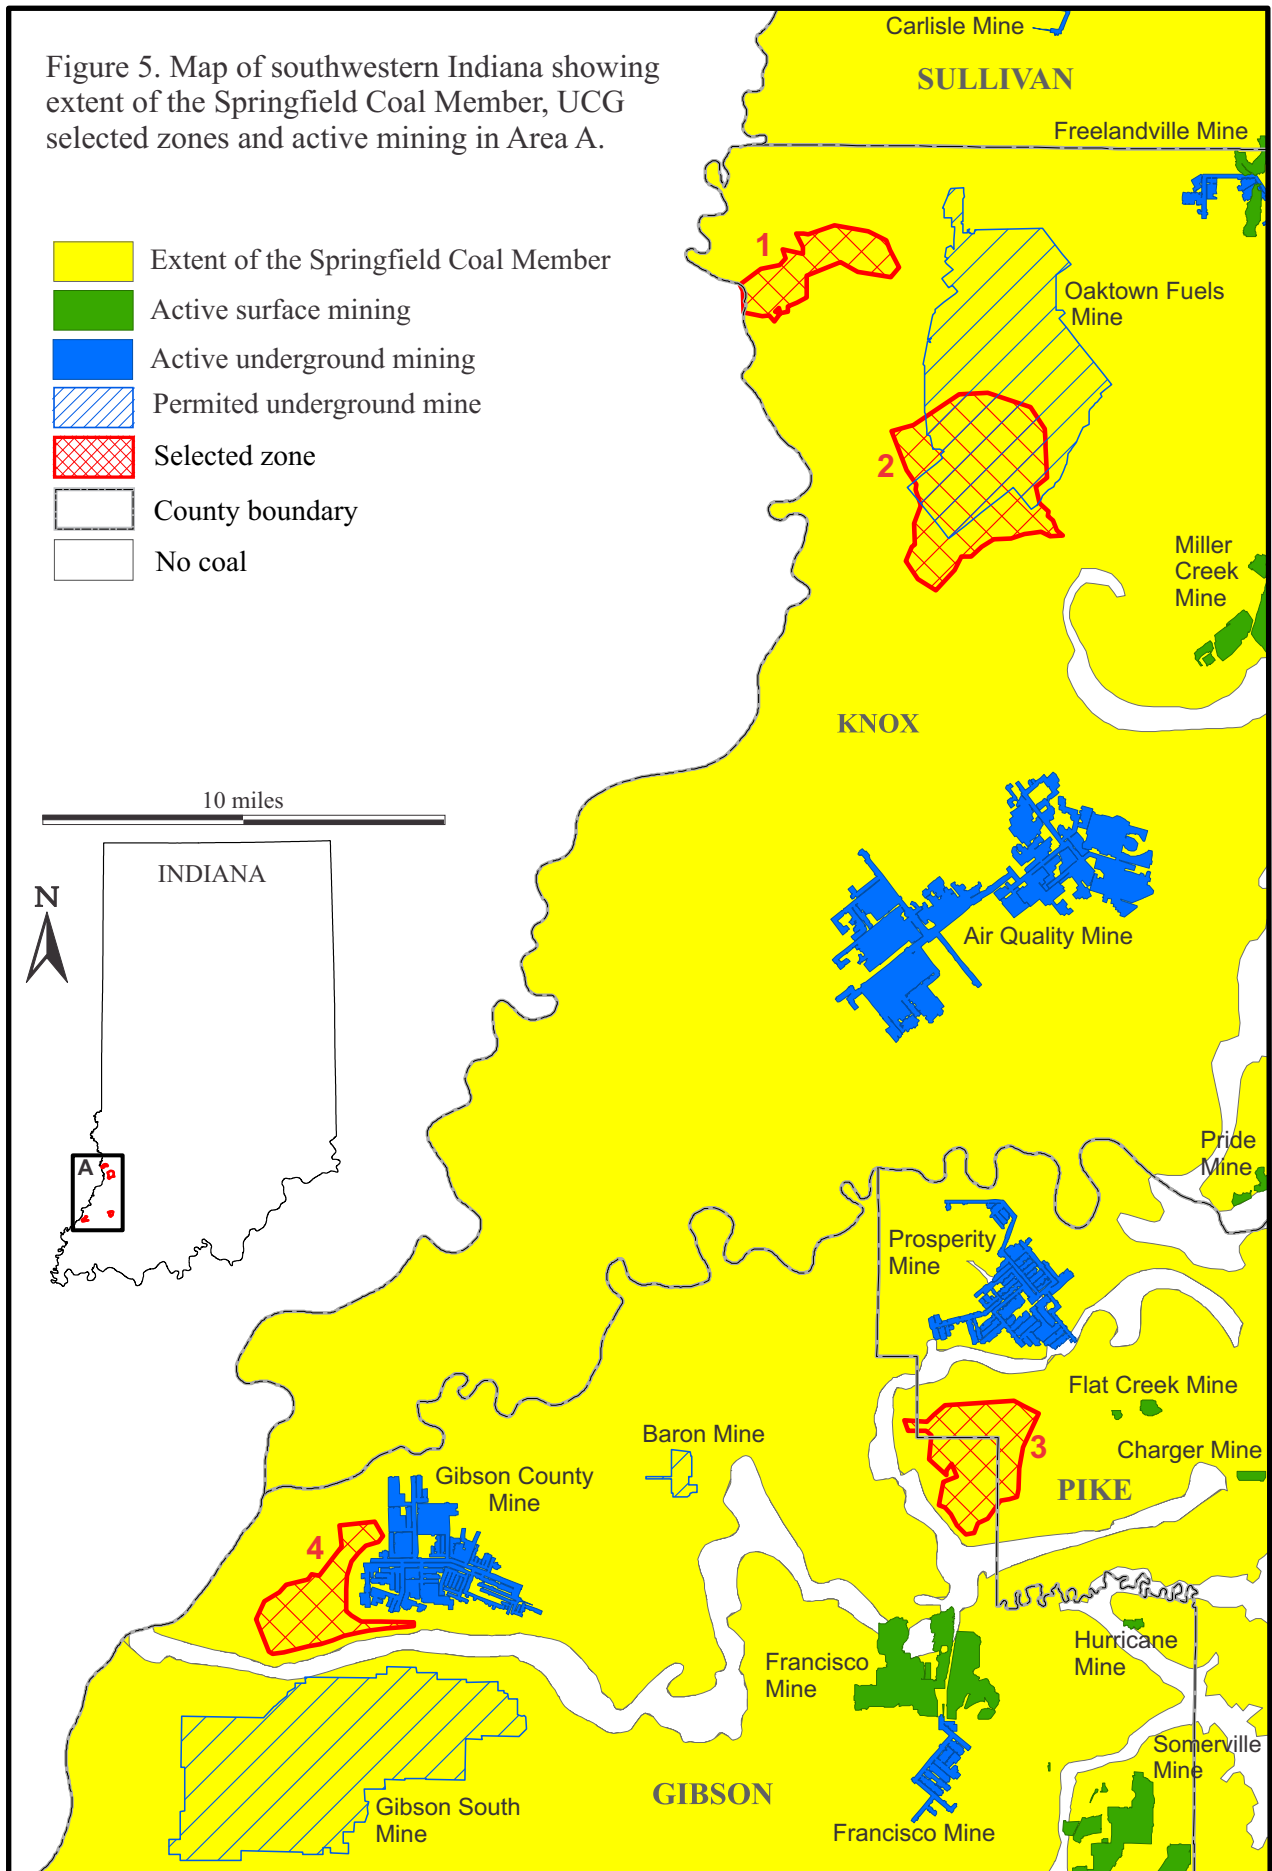 Figure 5. Map of southwestern Indiana showing
extent of the Springfield Coal Member, UCG
selected zones and active mining in Area A.
Extent of the Springfield Coal Member
Active surface mining
Active underground mining
Permited underground mine
Selected zone
County boundary
No coal
10 miles
INDIANA
N
A
Carlisle Mine
SULLIVAN
Freelandville Mine
1
Oaktown Fuels
Mine
2
Miller
Creek
Mine
KNOX
Air Quality Mine
Pride
Mine
Prosperity
Mine
Flat Creek Mine
Baron Mine
3
Charger Mine
Gibson County
Mine
PIKE
4
Hurricane
Mine
Francisco
Mine
Somerville
Mine
GIBSON
Gibson South
Mine
Francisco Mine